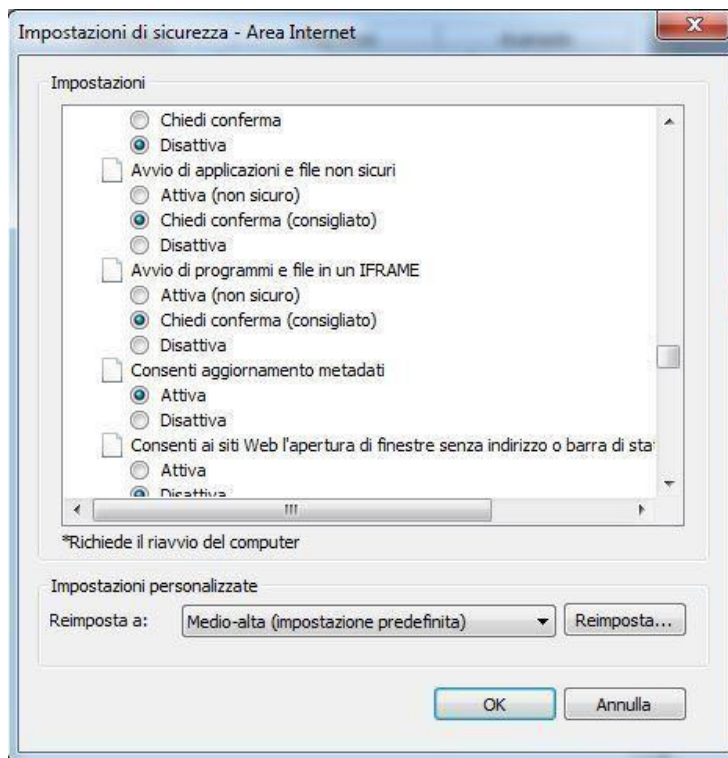 Impostazioni di sicurezza - Area Internet
Impostazioni
Chiedi conferma
Disattiva
Avvio di applicazioni e file non sicuri
Attiva (non sicuro)
Chiedi conferma (consigliato)
Disattiva
Avvio di programmi e file in un IFRAME
Attiva (non sicuro)
Chiedi conferma (consigliato)
Disattiva
Consenti aggiornamento metadati
Attiva
Disattiva
Consenti ai siti Web l'apertura di finestre senza indirizzo o barra di sta
Attiva
Disattiva
*Richiede il riavvio del computer
Impostazioni personalizzate
Reimposta a: Medio-alta (impostazione predefinita) Reimposta...
OK Annulla